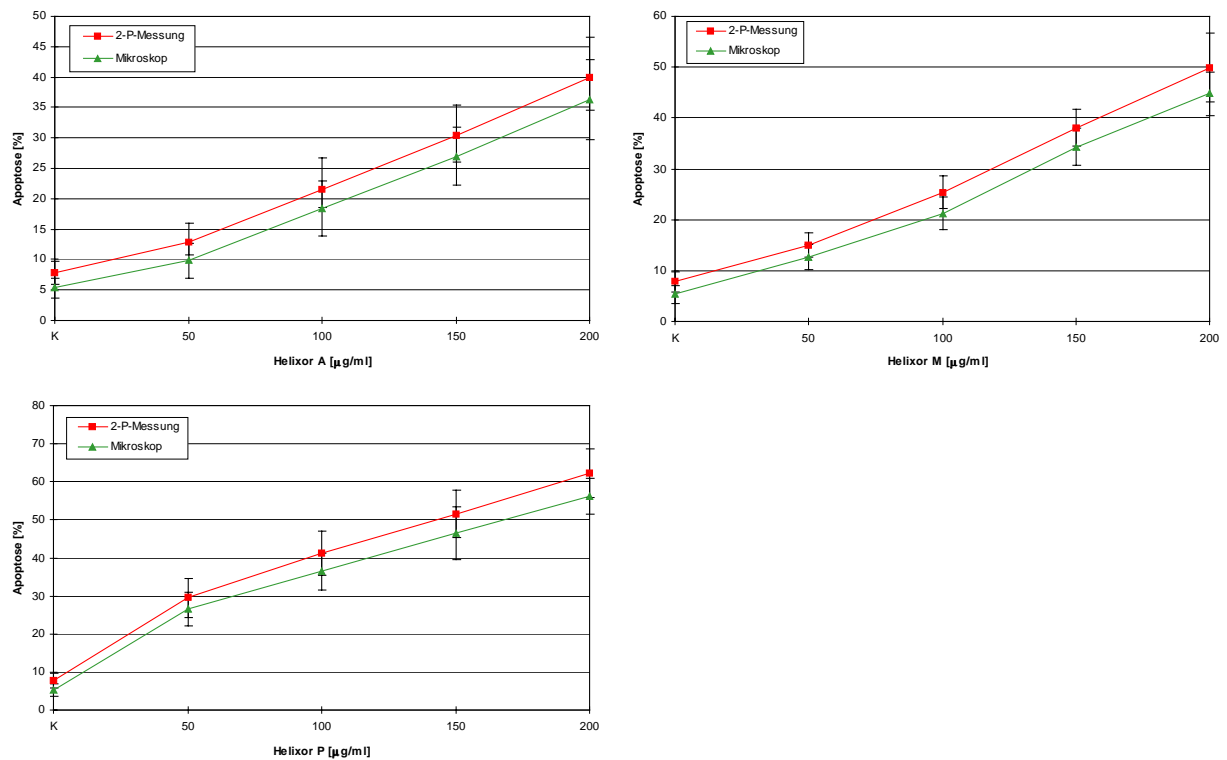 50
45
40
35
30
25
20
15
10
5
0
Apoptose [%]
2-P-Messung
Mikroskop
K 50 100 150 200
Helixor A [µg/ml]
60
50
40
30
20
10
0
Apoptose [%]
2-P-Messung
Mikroskop
K 50 100 150 200
Helixor M [µg/ml]
80
70
60
50
40
30
20
10
0
Apoptose [%]
2-P-Messung
Mikroskop
K 50 100 150 200
Helixor P [µg/ml]